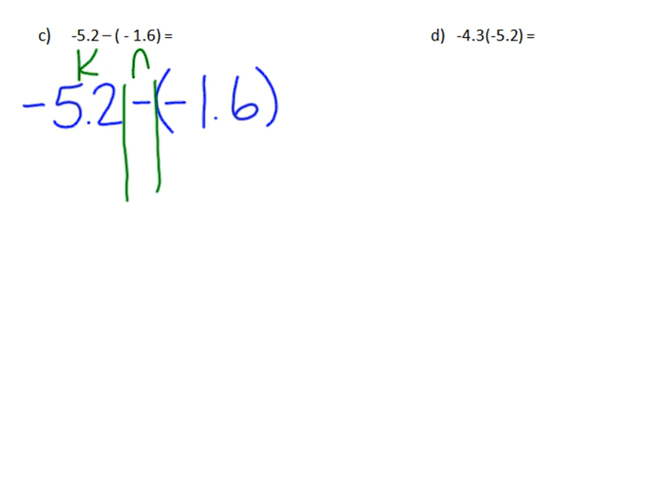 c) -5.2 – ( - 1.6) =
d) -4.3(-5.2) =
K
-5.2 - (-1.6)